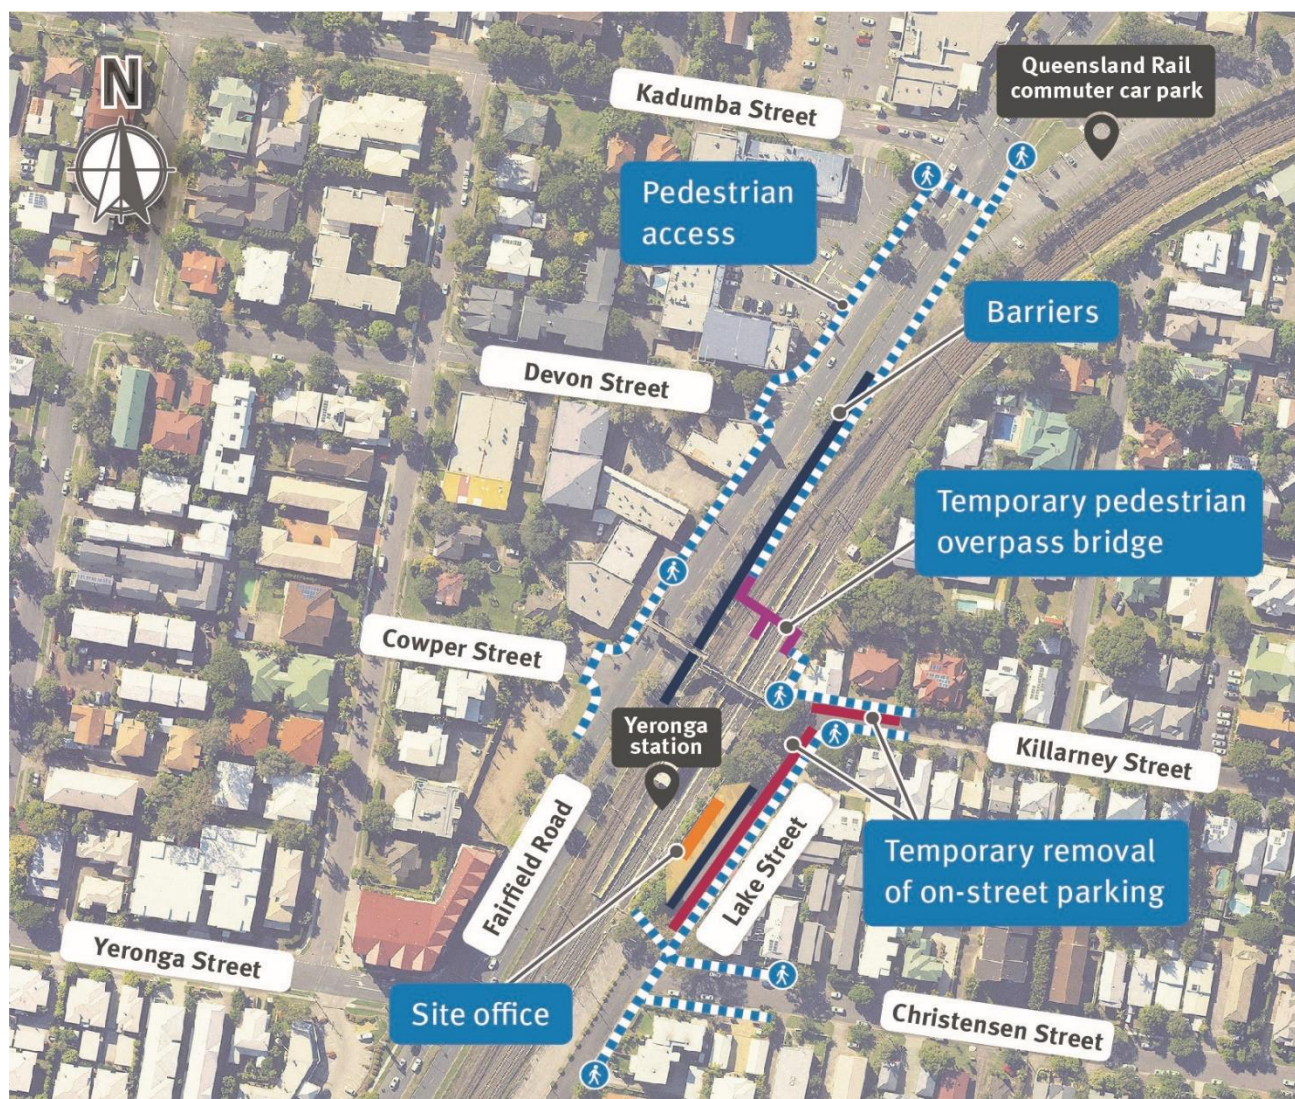 N
Queensland Rail
commuter car park
Kadumba Street
Pedestrian
access
Barriers
Devon Street
Temporary pedestrian
overpass bridge
Cowper Street
Yeronga
station
Killarney Street
Fairfield Road
Lake Street
Temporary removal
of on-street parking
Yeronga Street
Site office
Christensen Street